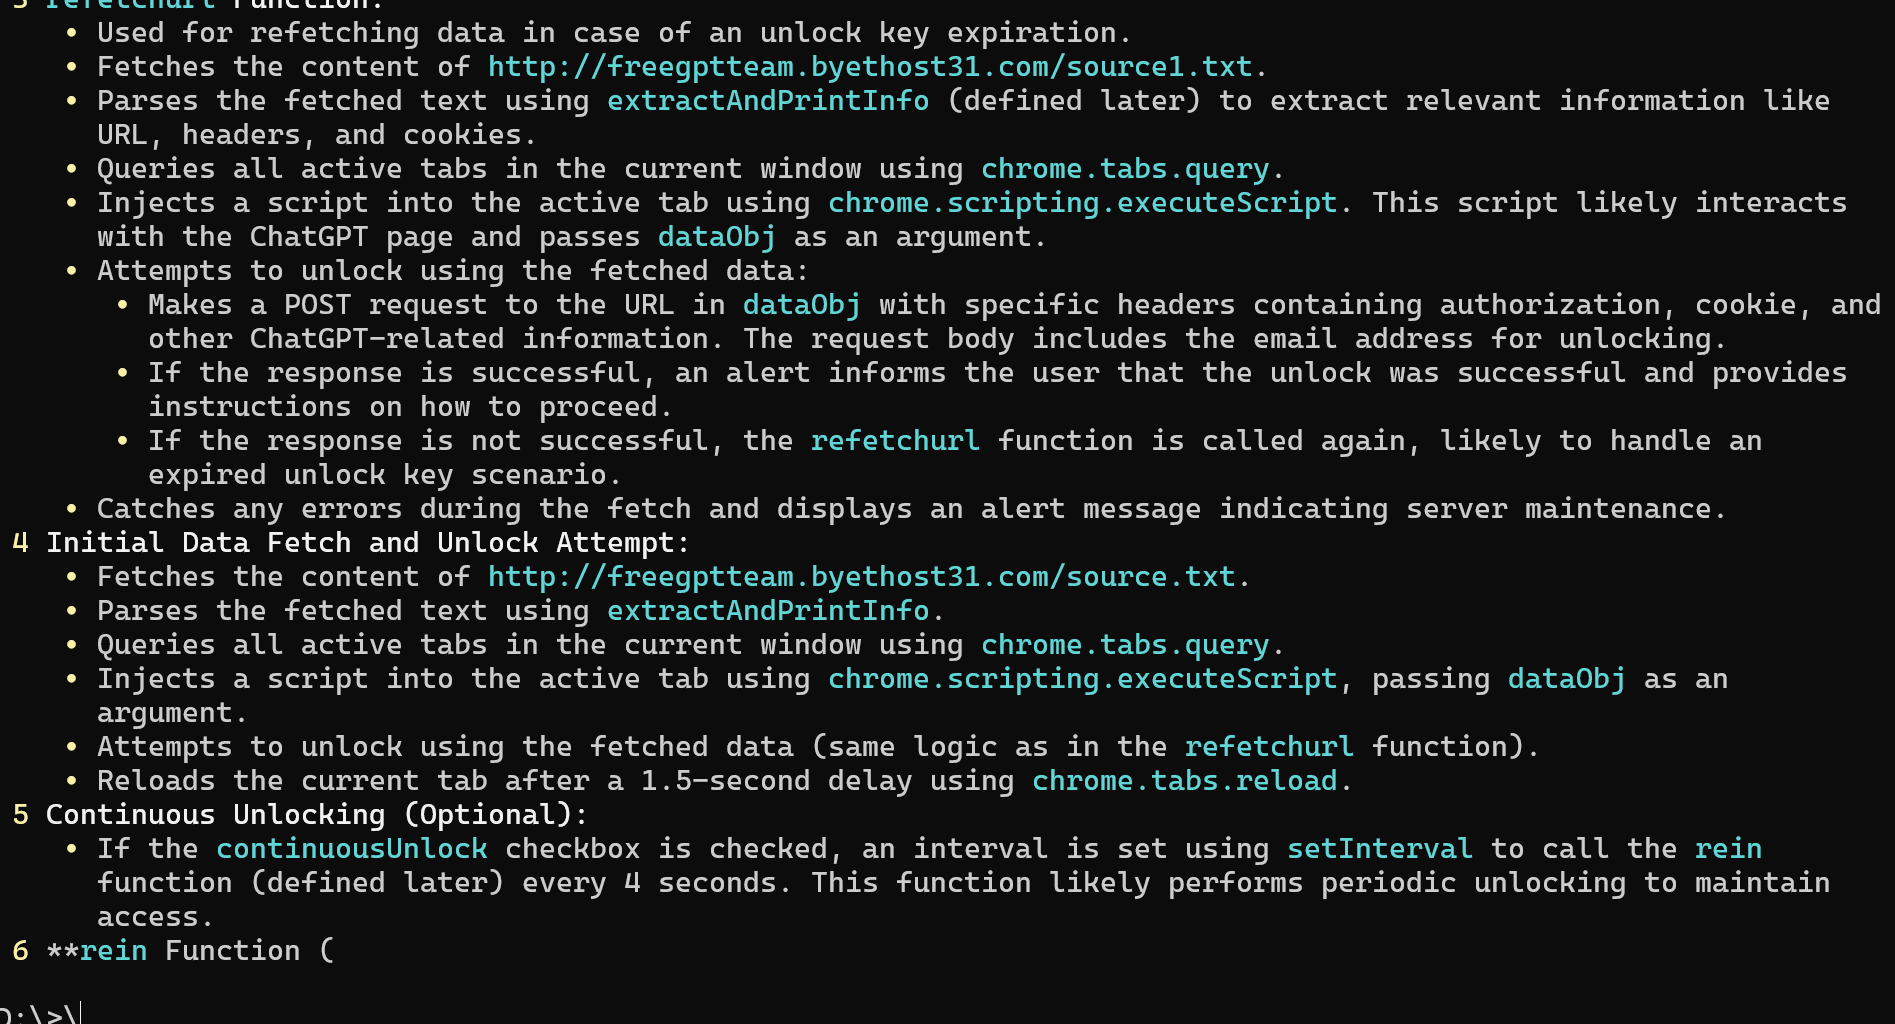 3 refetchurl Function:
• Used for refetching data in case of an unlock key expiration.
• Fetches the content of http://freegptteam.byethost31.com/source1.txt.
• Parses the fetched text using extractAndPrintInfo (defined later) to extract relevant information like
URL, headers, and cookies.
• Queries all active tabs in the current window using chrome.tabs.query.
• Injects a script into the active tab using chrome.scripting.executeScript. This script likely interacts
with the ChatGPT page and passes dataObj as an argument.
• Attempts to unlock using the fetched data:
• Makes a POST request to the URL in dataObj with specific headers containing authorization, cookie, and
other ChatGPT-related information. The request body includes the email address for unlocking.
• If the response is successful, an alert informs the user that the unlock was successful and provides
instructions on how to proceed.
• If the response is not successful, the refetchurl function is called again, likely to handle an
expired unlock key scenario.
• Catches any errors during the fetch and displays an alert message indicating server maintenance.
4 Initial Data Fetch and Unlock Attempt:
• Fetches the content of http://freegptteam.byethost31.com/source.txt.
• Parses the fetched text using extractAndPrintInfo.
• Queries all active tabs in the current window using chrome.tabs.query.
• Injects a script into the active tab using chrome.scripting.executeScript, passing dataObj as an
argument.
• Attempts to unlock using the fetched data (same logic as in the refetchurl function).
• Reloads the current tab after a 1.5-second delay using chrome.tabs.reload.
5 Continuous Unlocking (Optional):
• If the continuousUnlock checkbox is checked, an interval is set using setInterval to call the rein
function (defined later) every 4 seconds. This function likely performs periodic unlocking to maintain
access.
6 **rein Function (
D:\>\